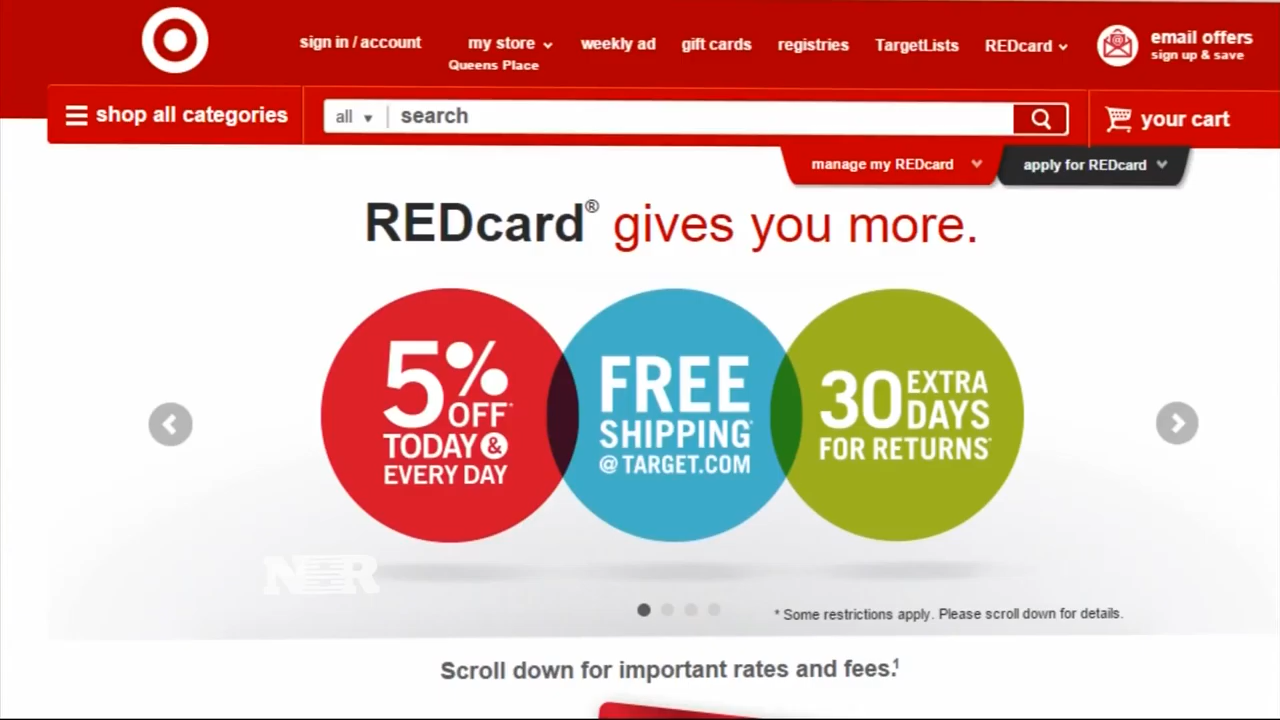 sign in / account
my store
Queens Place
weekly ad
gift cards
registries
TargetLists
REDcard
email offers
sign up & save
shop all categories
all
search
your cart
manage my REDcard
apply for REDcard
REDcard® gives you more.
5%
OFF*
TODAY &
EVERY DAY
FREE
SHIPPING*
@ TARGET.COM
30 EXTRA
DAYS
FOR RETURNS*
NBR
* Some restrictions apply. Please scroll down for details.
Scroll down for important rates and fees.¹